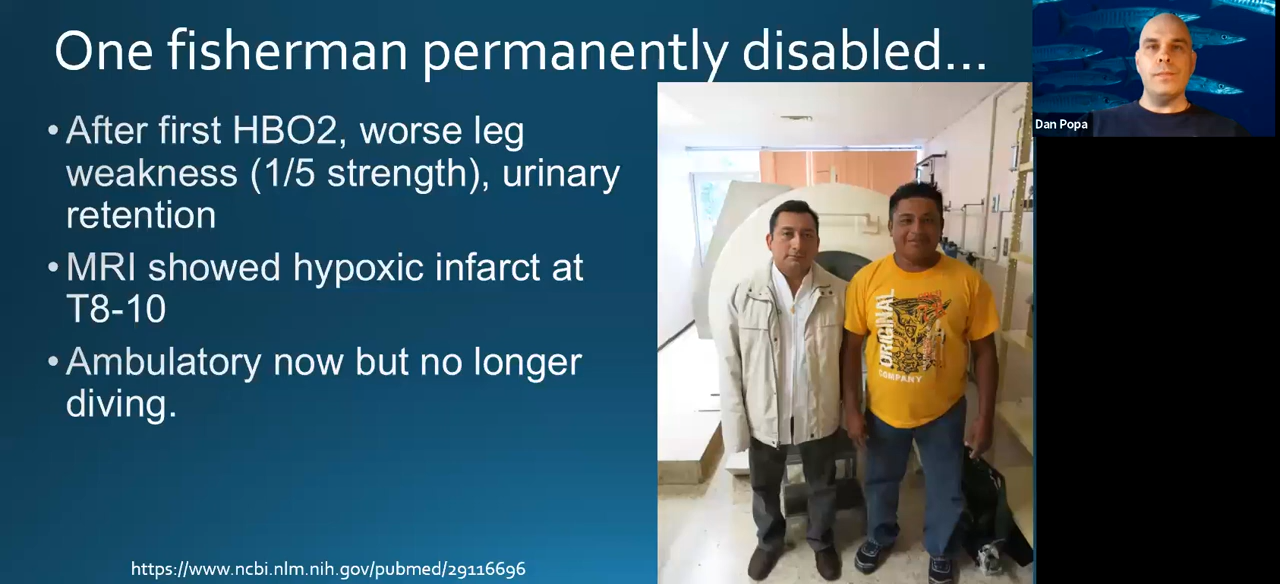 One fisherman permanently disabled...
• After first HBO2, worse leg
weakness (1/5 strength), urinary
retention
• MRI showed hypoxic infarct at
T8-10
• Ambulatory now but no longer
diving.
https://www.ncbi.nlm.nih.gov/pubmed/29116696
ORIGINAL
COMPANY
Dan Popa